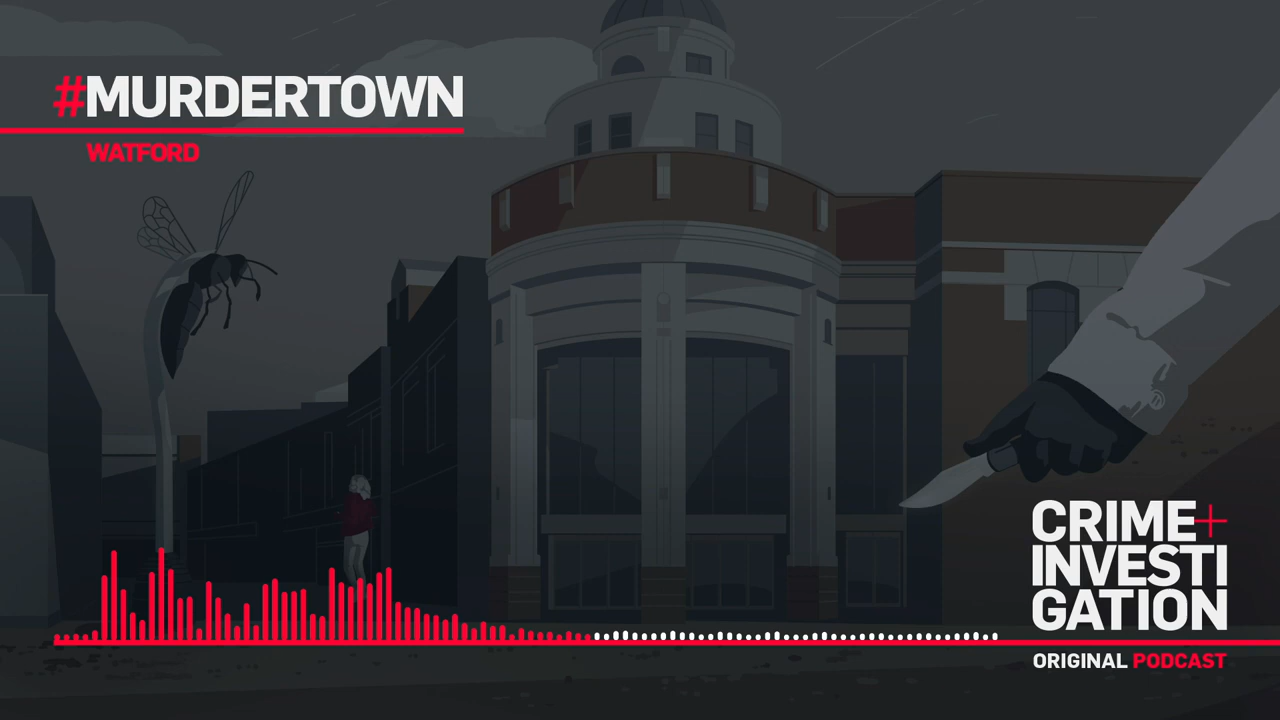 #MURDERTOWN
WATFORD
CRIME+
INVESTI
GATION
ORIGINAL PODCAST